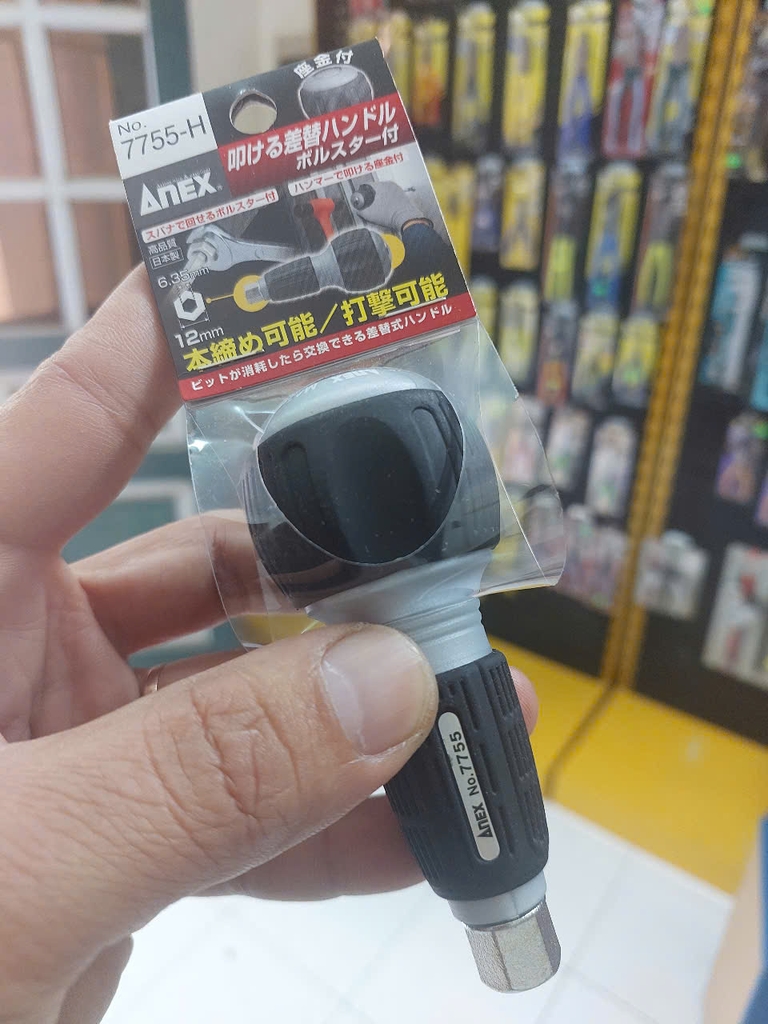 座金付
No.
7755-H
叩ける差替ハンドル
ボルスター付
ANEX
スパナで回せるボルスター付
ハンマーで叩ける座金付
高品質
日本製
6.35mm
12mm
本締め可能/打撃可能
ビットが消耗したら交換できる差替式ハンドル
ANEX
ANEX No.7755